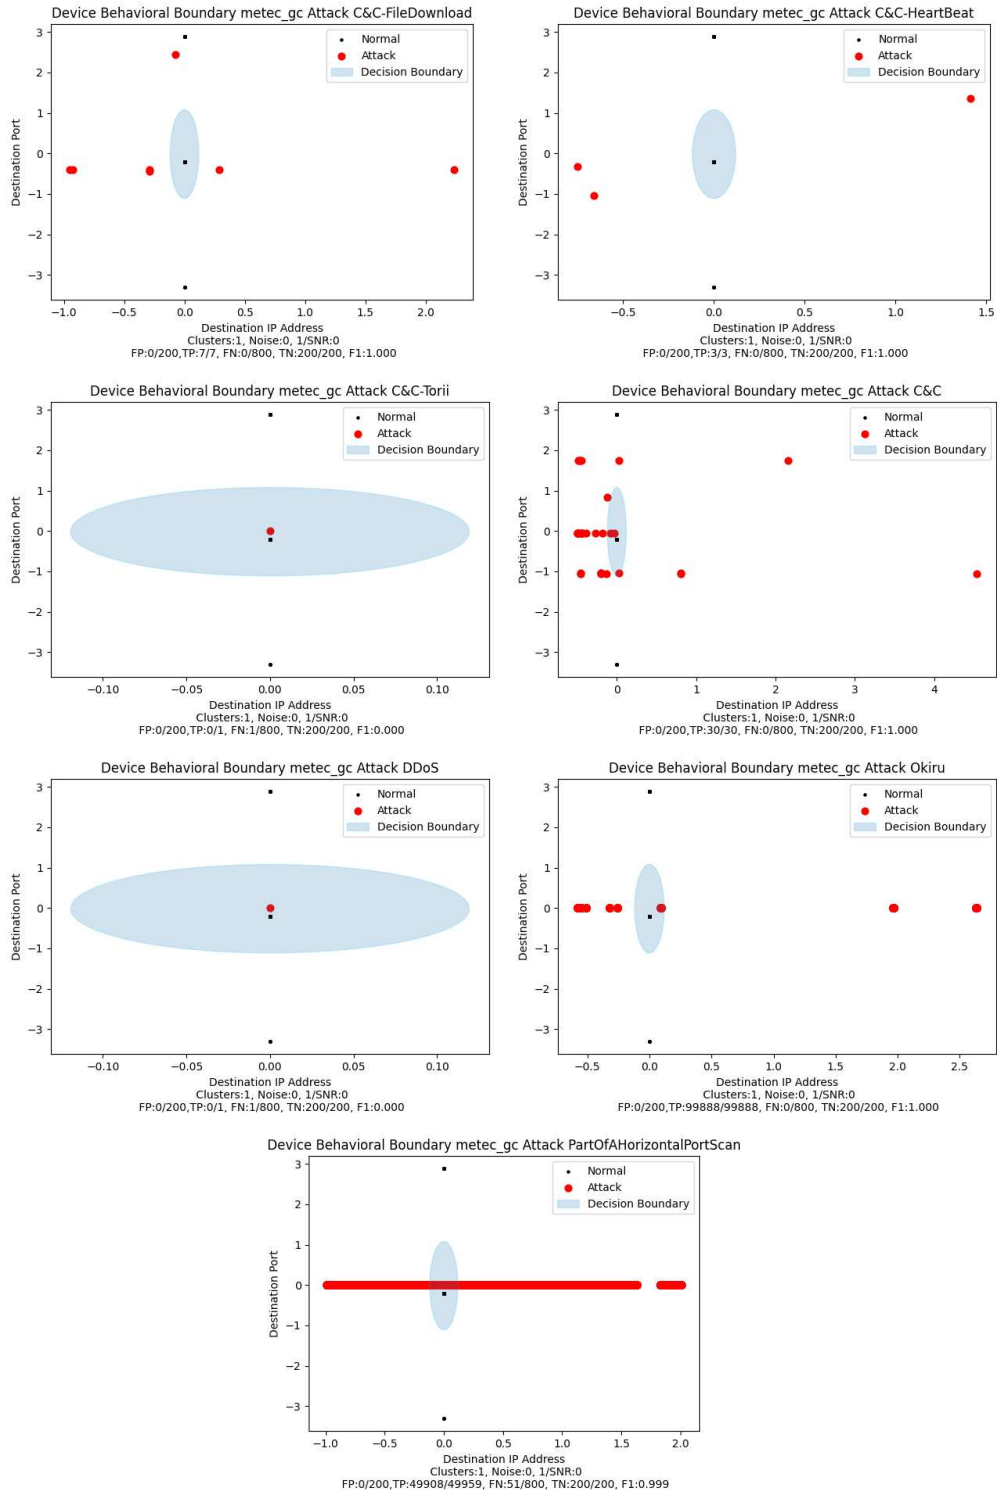 Device Behavioral Boundary metec_gc Attack C&C-FileDownload
Normal
Attack
Decision Boundary
3
2
1
0
−1
−2
−3
Destination Port
−1.0 −0.5 0.0 0.5 1.0 1.5 2.0
Destination IP Address
Clusters:1, Noise:0, 1/SNR:0
FP:0/200,TP:7/7, FN:0/800, TN:200/200, F1:1.000
Device Behavioral Boundary metec_gc Attack C&C-HeartBeat
Normal
Attack
Decision Boundary
3
2
1
0
−1
−2
−3
Destination Port
−0.5 0.0 0.5 1.0 1.5
Destination IP Address
Clusters:1, Noise:0, 1/SNR:0
FP:0/200,TP:3/3, FN:0/800, TN:200/200, F1:1.000
Device Behavioral Boundary metec_gc Attack C&C-Torii
Normal
Attack
Decision Boundary
3
2
1
0
−1
−2
−3
Destination Port
−0.10 −0.05 0.00 0.05 0.10
Destination IP Address
Clusters:1, Noise:0, 1/SNR:0
FP:0/200,TP:0/1, FN:1/800, TN:200/200, F1:0.000
Device Behavioral Boundary metec_gc Attack C&C
Normal
Attack
Decision Boundary
3
2
1
0
−1
−2
−3
Destination Port
0 1 2 3 4
Destination IP Address
Clusters:1, Noise:0, 1/SNR:0
FP:0/200,TP:30/30, FN:0/800, TN:200/200, F1:1.000
Device Behavioral Boundary metec_gc Attack DDoS
Normal
Attack
Decision Boundary
3
2
1
0
−1
−2
−3
Destination Port
−0.10 −0.05 0.00 0.05 0.10
Destination IP Address
Clusters:1, Noise:0, 1/SNR:0
FP:0/200,TP:0/1, FN:1/800, TN:200/200, F1:0.000
Device Behavioral Boundary metec_gc Attack Okiru
Normal
Attack
Decision Boundary
3
2
1
0
−1
−2
−3
Destination Port
−0.5 0.0 0.5 1.0 1.5 2.0 2.5
Destination IP Address
Clusters:1, Noise:0, 1/SNR:0
FP:0/200,TP:99888/99888, FN:0/800, TN:200/200, F1:1.000
Device Behavioral Boundary metec_gc Attack PartOfAHorizontalPortScan
Normal
Attack
Decision Boundary
3
2
1
0
−1
−2
−3
Destination Port
−1.0 −0.5 0.0 0.5 1.0 1.5 2.0
Destination IP Address
Clusters:1, Noise:0, 1/SNR:0
FP:0/200,TP:49908/49959, FN:51/800, TN:200/200, F1:0.999